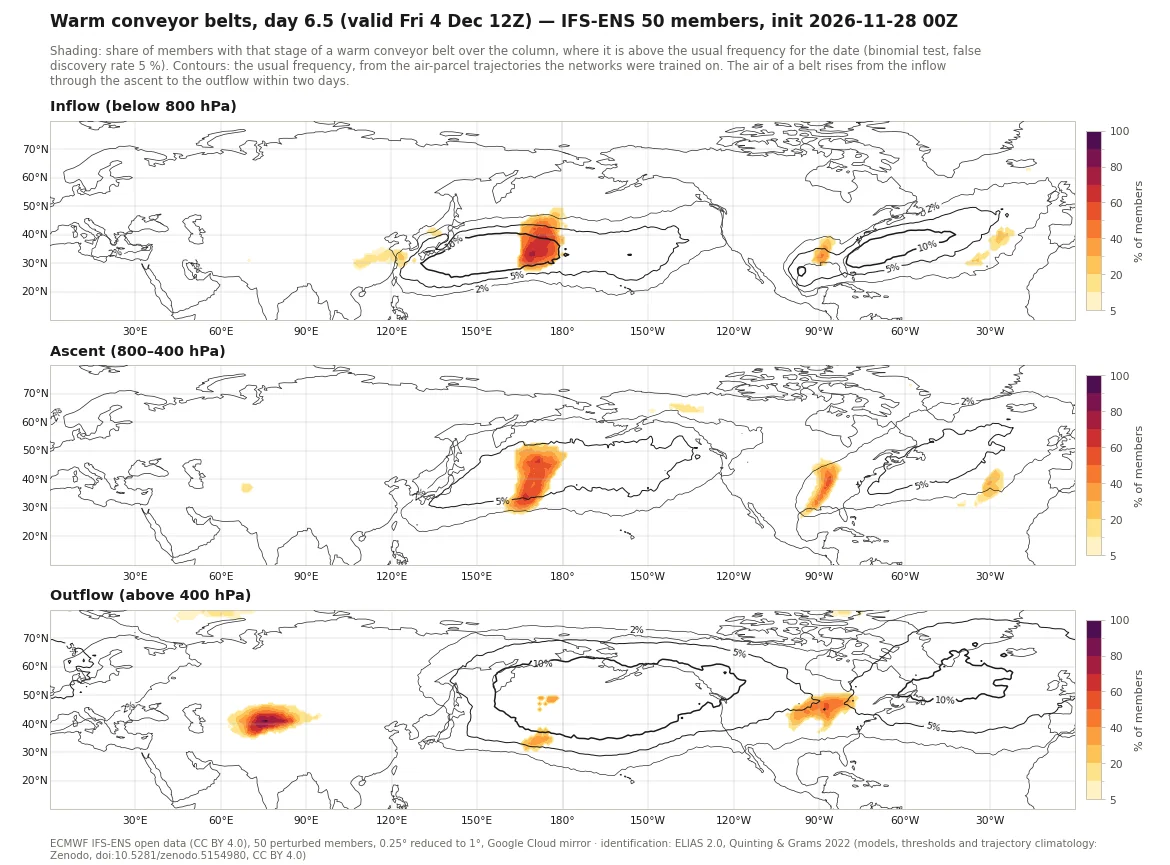 Warm conveyor belts, day 6.5 (valid Fri 4 Dec 12Z) — IFS-ENS 50 members, init 2026-11-28 00Z
Shading: share of members with that stage of a warm conveyor belt over the column, where it is above the usual frequency for the date (binomial test, false
discovery rate 5 %). Contours: the usual frequency, from the air-parcel trajectories the networks were trained on. The air of a belt rises from the inflow
through the ascent to the outflow within two days.
Inflow (below 800 hPa)
70°N
60°N
50°N
40°N
30°N
20°N
2%
5%
2%
2%
10%
5%
30°E 60°E 90°E 120°E 150°E 180° 150°W 120°W 90°W 60°W 30°W
100
80
60
40
20
5
% of members
Ascent (800–400 hPa)
70°N
60°N
50°N
40°N
30°N
20°N
5%
2%
5%
30°E 60°E 90°E 120°E 150°E 180° 150°W 120°W 90°W 60°W 30°W
100
80
60
40
20
5
% of members
Outflow (above 400 hPa)
70°N
60°N
50°N
40°N
30°N
20°N
2%
5%
10%
10%
5%
30°E 60°E 90°E 120°E 150°E 180° 150°W 120°W 90°W 60°W 30°W
100
80
60
40
20
5
% of members
ECMWF IFS-ENS open data (CC BY 4.0), 50 perturbed members, 0.25° reduced to 1°, Google Cloud mirror · identification: ELIAS 2.0, Quinting & Grams 2022 (models, thresholds and trajectory climatology:
Zenodo, doi:10.5281/zenodo.5154980, CC BY 4.0)